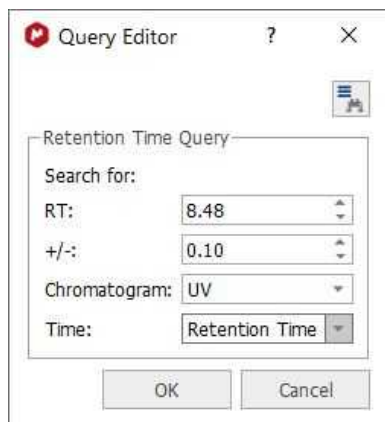 Query Editor ? ×
Retention Time Query
Search for:
RT: 8.48
+/-: 0.10
Chromatogram: UV
Time: Retention Time
OK Cancel